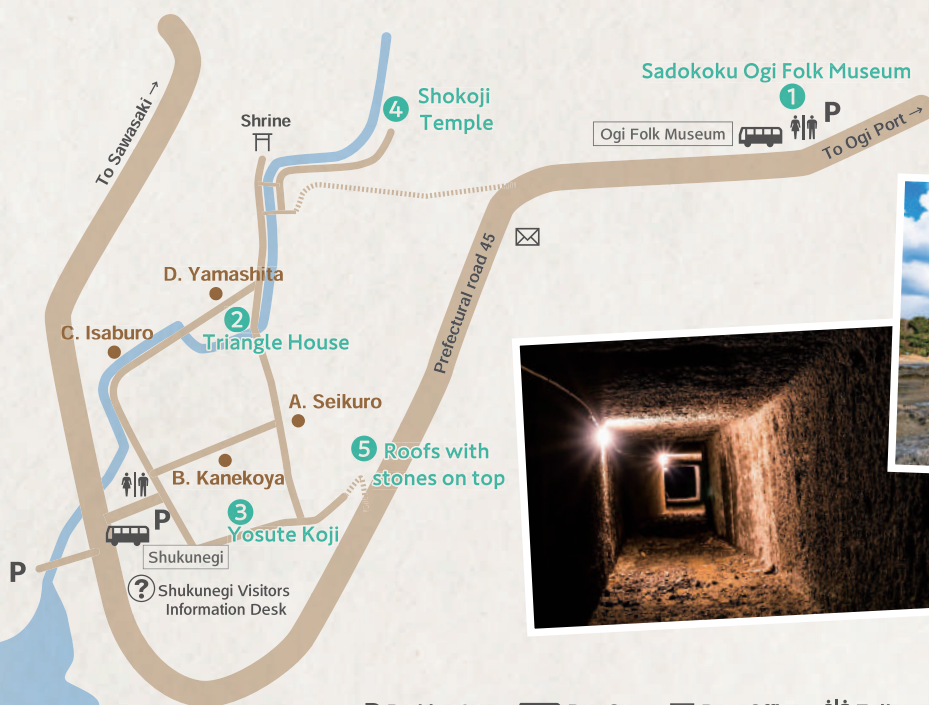 Sadokoku Ogi Folk Museum
1
P
Ogi Folk Museum
To Ogi Port →
4
Shokoji
Temple
To Sawasaki →
Shrine
Prefectural road 45
D. Yamashita
2
Triangle House
C. Isaburo
A. Seikuro
5
Roofs with
stones on top
B. Kanekoya
3
Yosute Koji
P
Shukunegi
P
?
Shukunegi Visitors
Information Desk